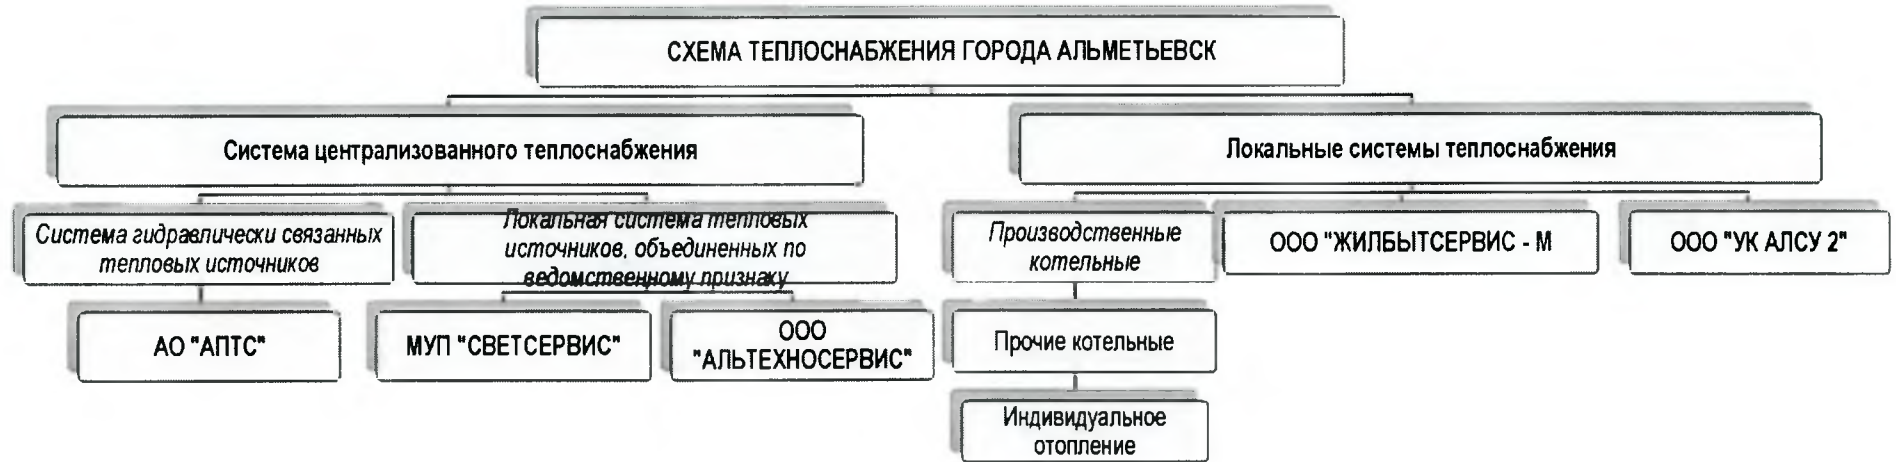 СХЕМА ТЕПЛОСНАБЖЕНИЯ ГОРОДА АЛЬМЕТЬЕВСК
Система централизованного теплоснабжения
Локальные системы теплоснабжения
Система гидравлически связанных
тепловых источников
Локальная система тепловых
источников, объединенных по
ведомственному признаку
Производственные
котельные
ООО "ЖИЛБЫТСЕРВИС - М
ООО "УК АЛСУ 2"
АО "АПТС"
МУП "СВЕТСЕРВИС"
ООО
"АЛЬТЕХНОСЕРВИС"
Прочие котельные
Индивидуальное
отопление